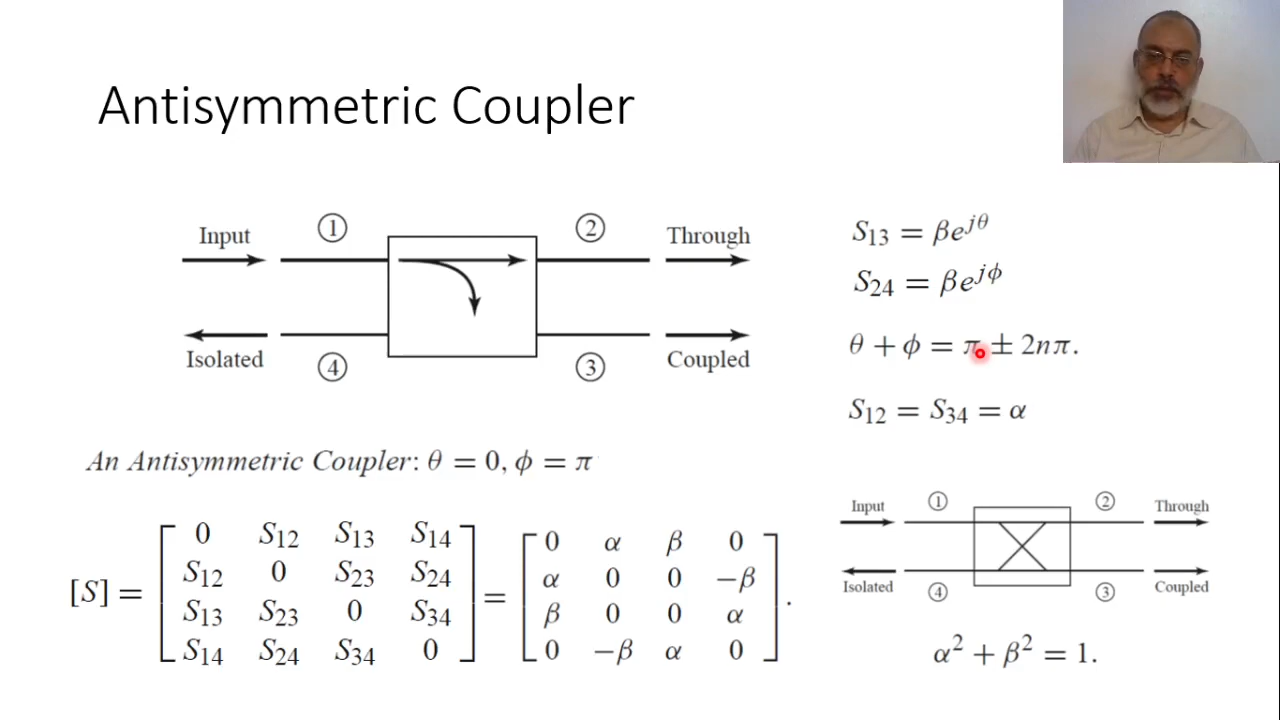 Antisymmetric Coupler
Input ① ② Through
Isolated ④ ③ Coupled
S₁₃ = βe^{jθ}
S₂₄ = βe^{jϕ}
θ + ϕ = π ± 2nπ.
S₁₂ = S₃₄ = α
An Antisymmetric Coupler: θ = 0, ϕ = π
[S] = [ 0 S₁₂ S₁₃ S₁₄ ] = [ 0 α β 0 ]
S₁₂ 0 S₂₃ S₂₄ α 0 0 −β
S₁₃ S₂₃ 0 S₃₄ β 0 0 α
S₁₄ S₂₄ S₃₄ 0 0 −β α 0 .
Input ① ② Through
Isolated ④ ③ Coupled
α² + β² = 1.